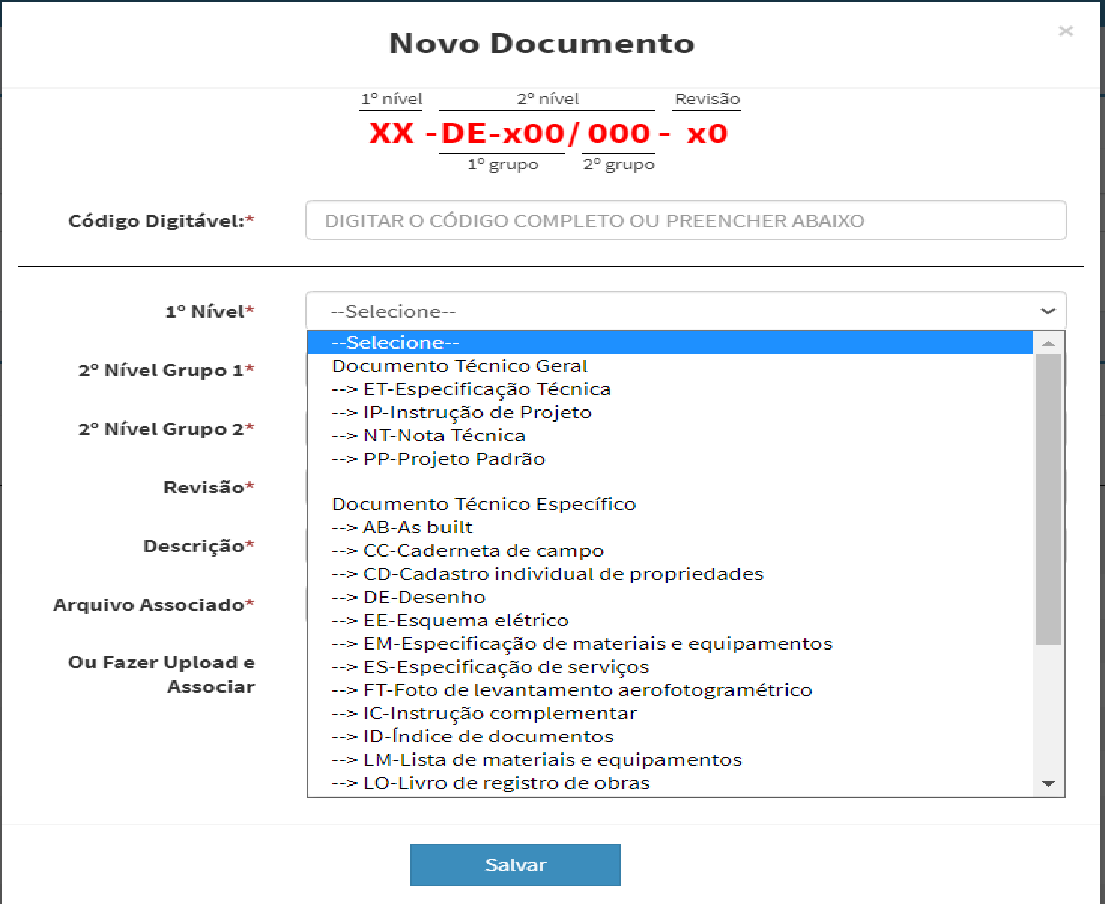 Novo Documento
×
1º nível 2º nível Revisão
XX -DE-x00/ 000 - x0
1º grupo 2º grupo
Código Digitável:*
DIGITAR O CÓDIGO COMPLETO OU PREENCHER ABAIXO
1º Nível*
--Selecione--
--Selecione--
Documento Técnico Geral
--> ET-Especificação Técnica
--> IP-Instrução de Projeto
--> NT-Nota Técnica
--> PP-Projeto Padrão
Documento Técnico Específico
--> AB-As built
--> CC-Caderneta de campo
--> CD-Cadastro individual de propriedades
--> DE-Desenho
--> EE-Esquema elétrico
--> EM-Especificação de materiais e equipamentos
--> ES-Especificação de serviços
--> FT-Foto de levantamento aerofotogramétrico
--> IC-Instrução complementar
--> ID-Índice de documentos
--> LM-Lista de materiais e equipamentos
--> LO-Livro de registro de obras
2º Nível Grupo 1*
2º Nível Grupo 2*
Revisão*
Descrição*
Arquivo Associado*
Ou Fazer Upload e
Associar
Salvar